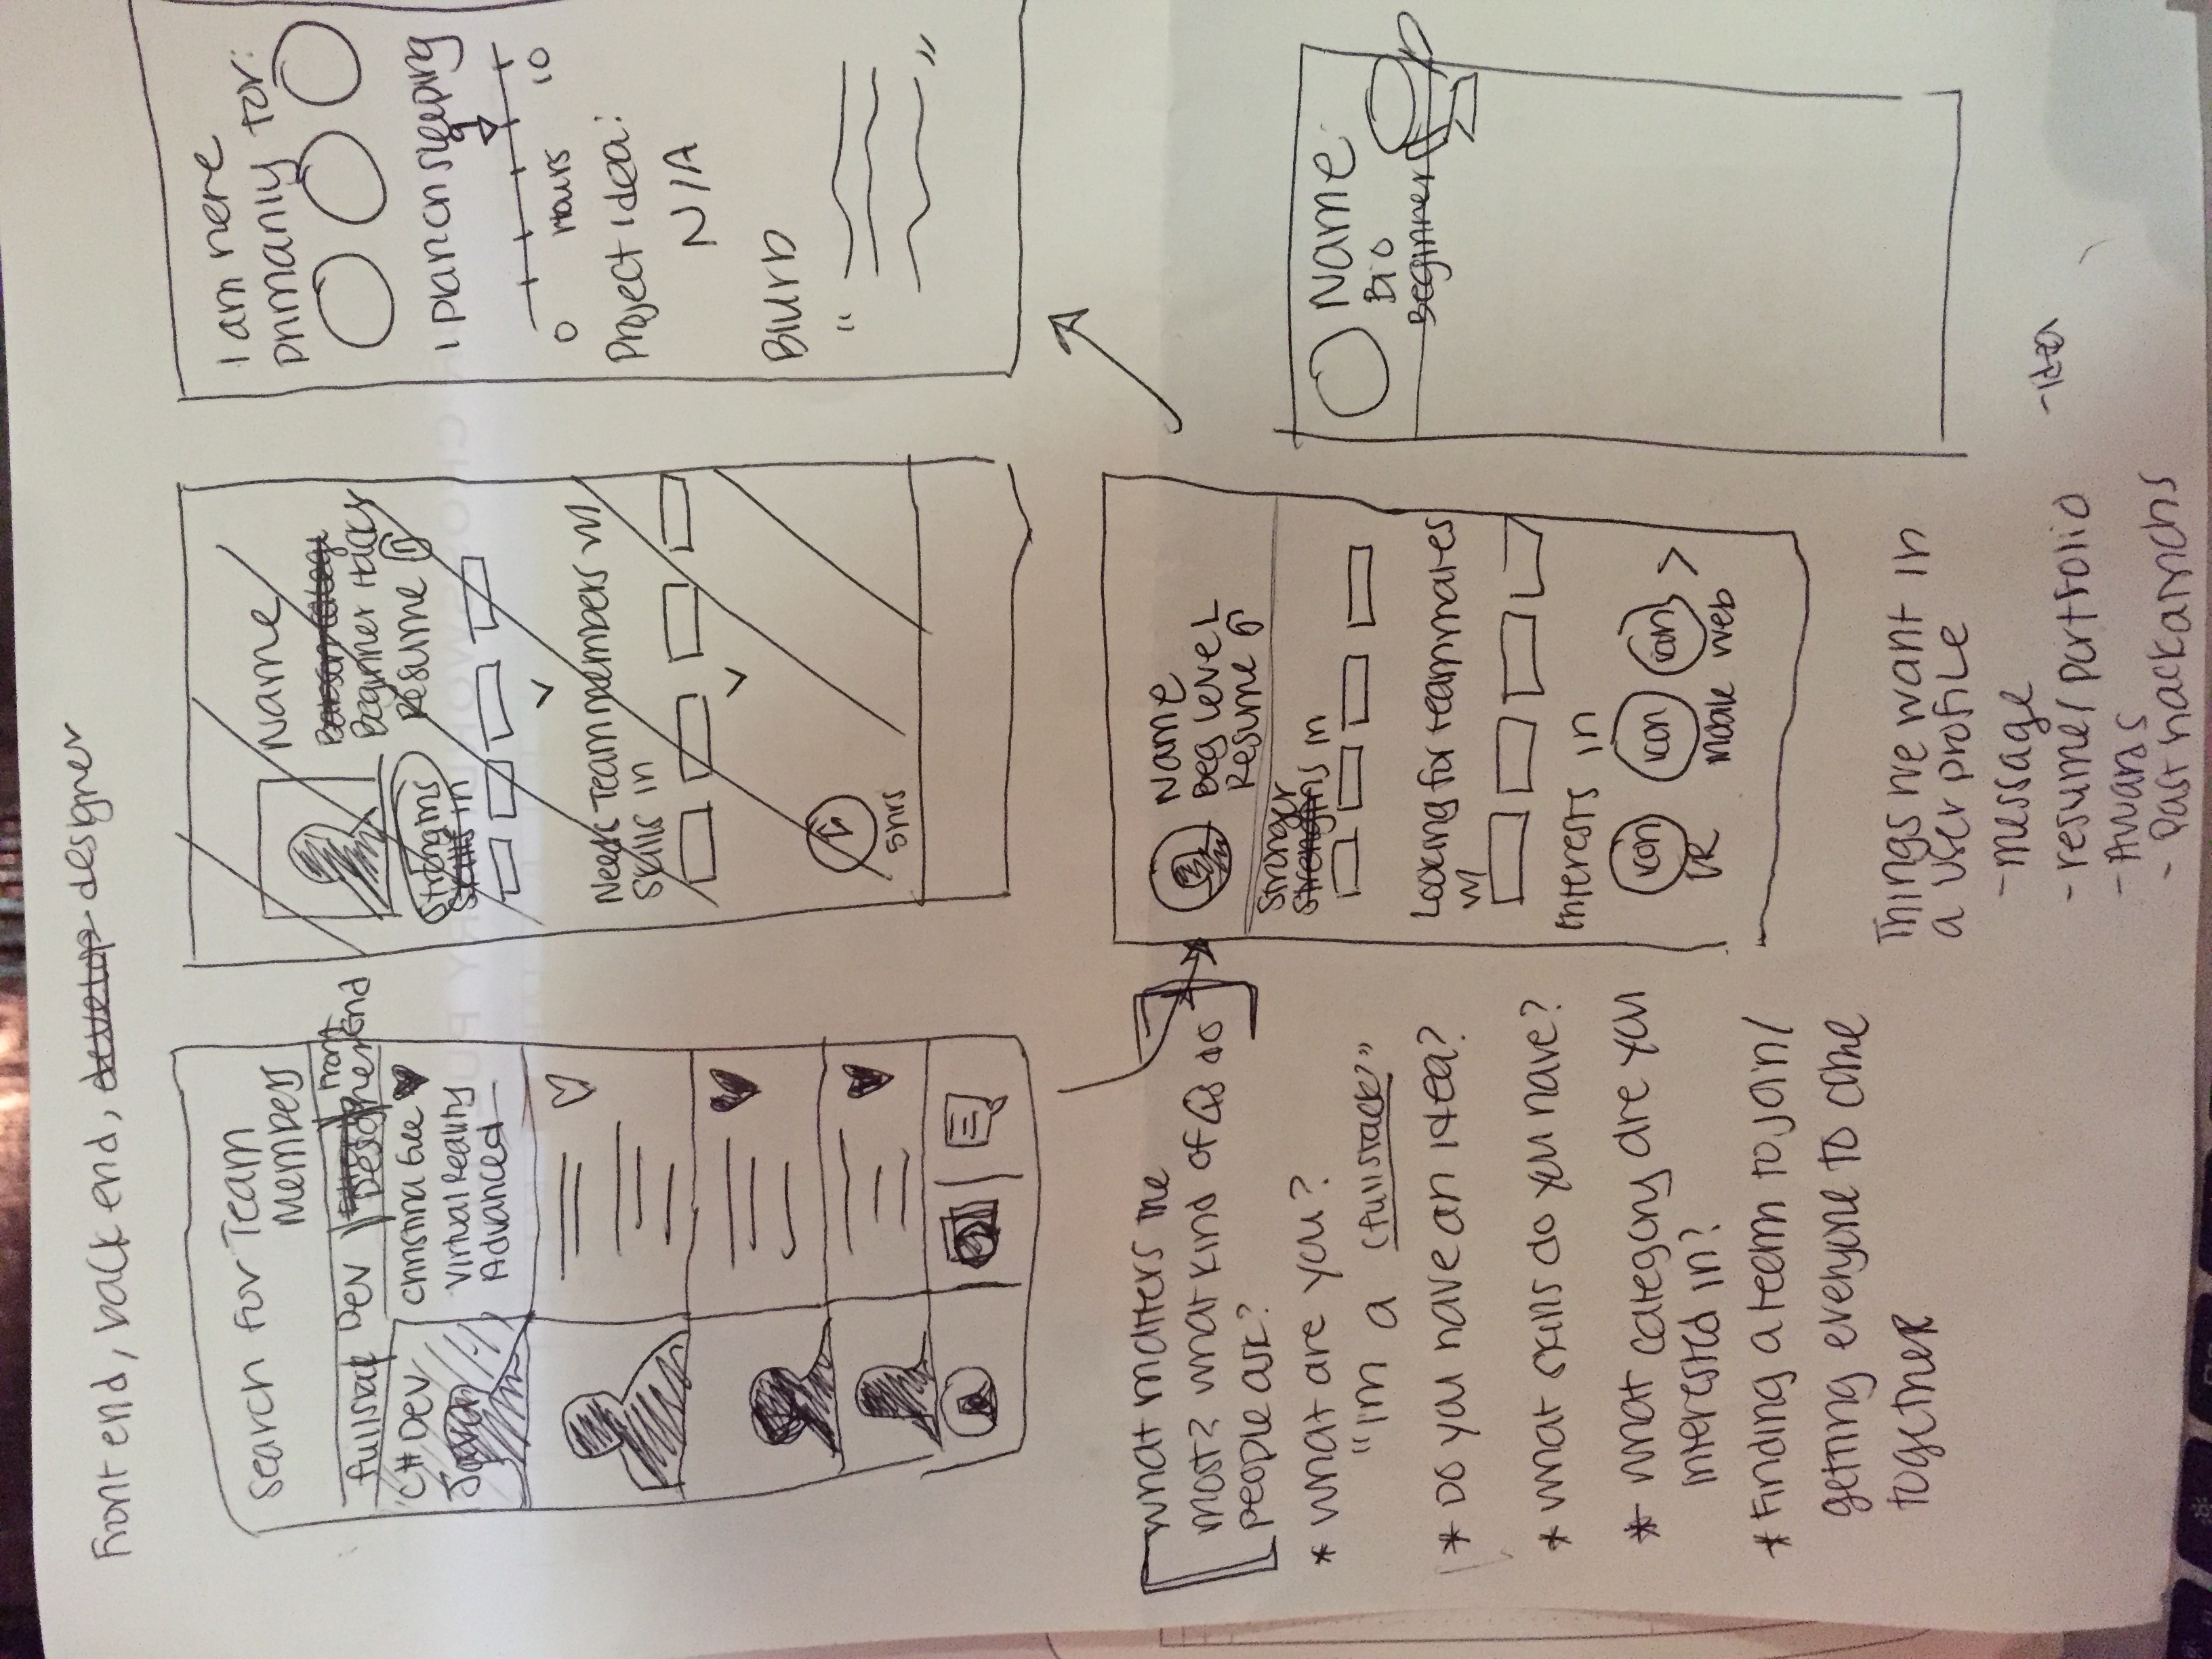 Front end, back end, develop designer
Search for Team
Members
fullstack Dev Designer Front End
C# Dev
Java
Christina Gee
Virtual Reality
Advanced
Name
Beginner Hacker
Resume
Strengths
Skills in
Needs Team members w/
Skills in
5hrs
I am here
primarily for:
I plan on sleeping
9
0 Hours 10
Project idea:
N/A
Blurb
“ ”
What matters the
most? What kind of Qs do
people ask?
* What are you?
"I'm a (fullstack?"
* Do you have an idea?
* What skills do you have?
* What category are you
interested in?
* Finding a team to join/
getting everyone to come
together
Name
Beg Level
Resume
Stronger
Strengths in
Looking for teammates
w/
Interests in
icon icon icon >
VR Mobile Web
Name
Bio
Beginner
Things we want in
a user profile
- message
- resume/portfolio
- Awards
- Past hackathons
- idea